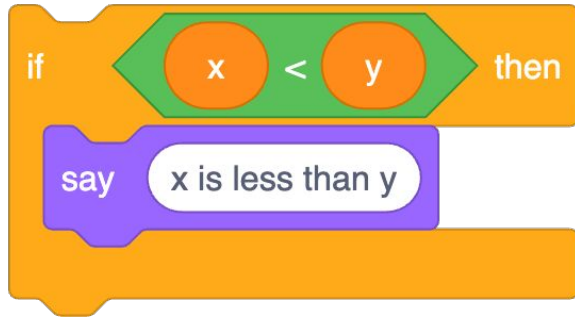 if x < y then
say x is less than y